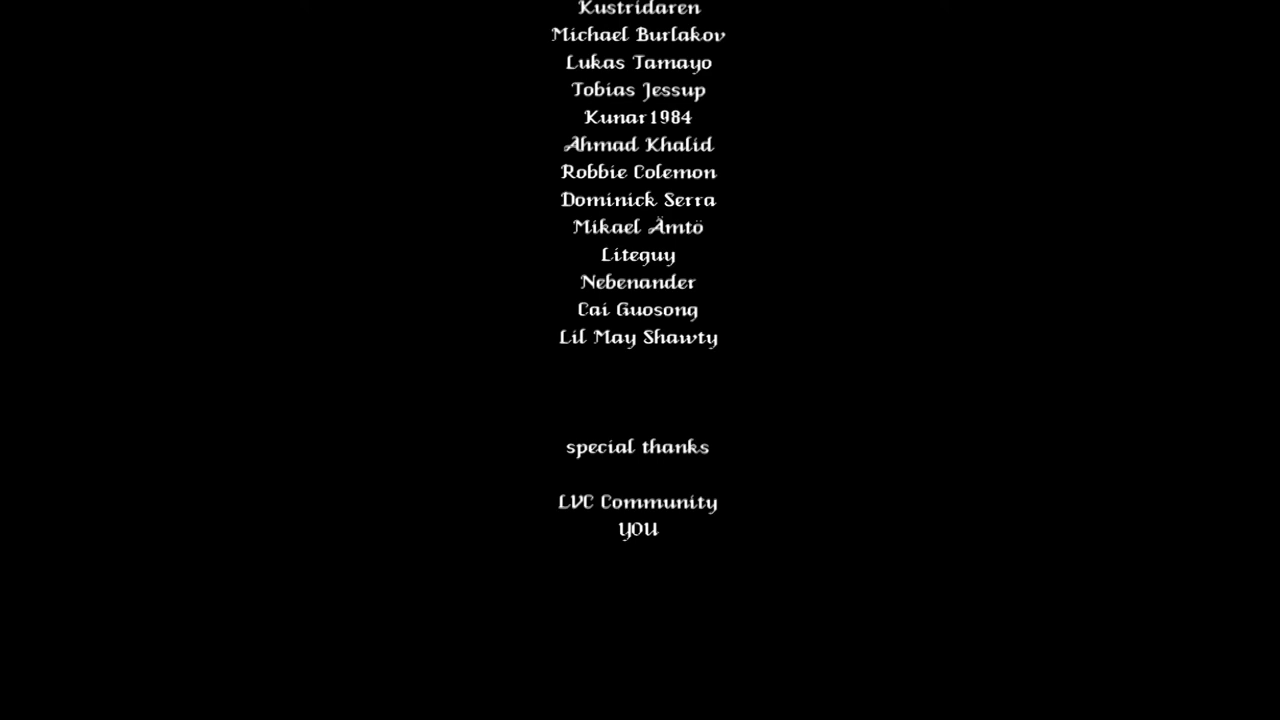 Kustridaren
Michael Burlakov
Lukas Tamayo
Tobias Jessup
Kunar1984
Ahmad Khalid
Robbie Colemon
Dominick Serra
Mikael Ämtö
Liteguy
Nebenander
Cai Guosong
Lil May Shawty
special thanks
LVC Community
YOU